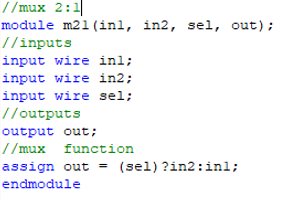 //mux 2:1
module m21(in1, in2, sel, out);
//inputs
input wire in1;
input wire in2;
input wire sel;
//outputs
output out;
//mux  function
assign out = (sel)?in2:in1;
endmodule